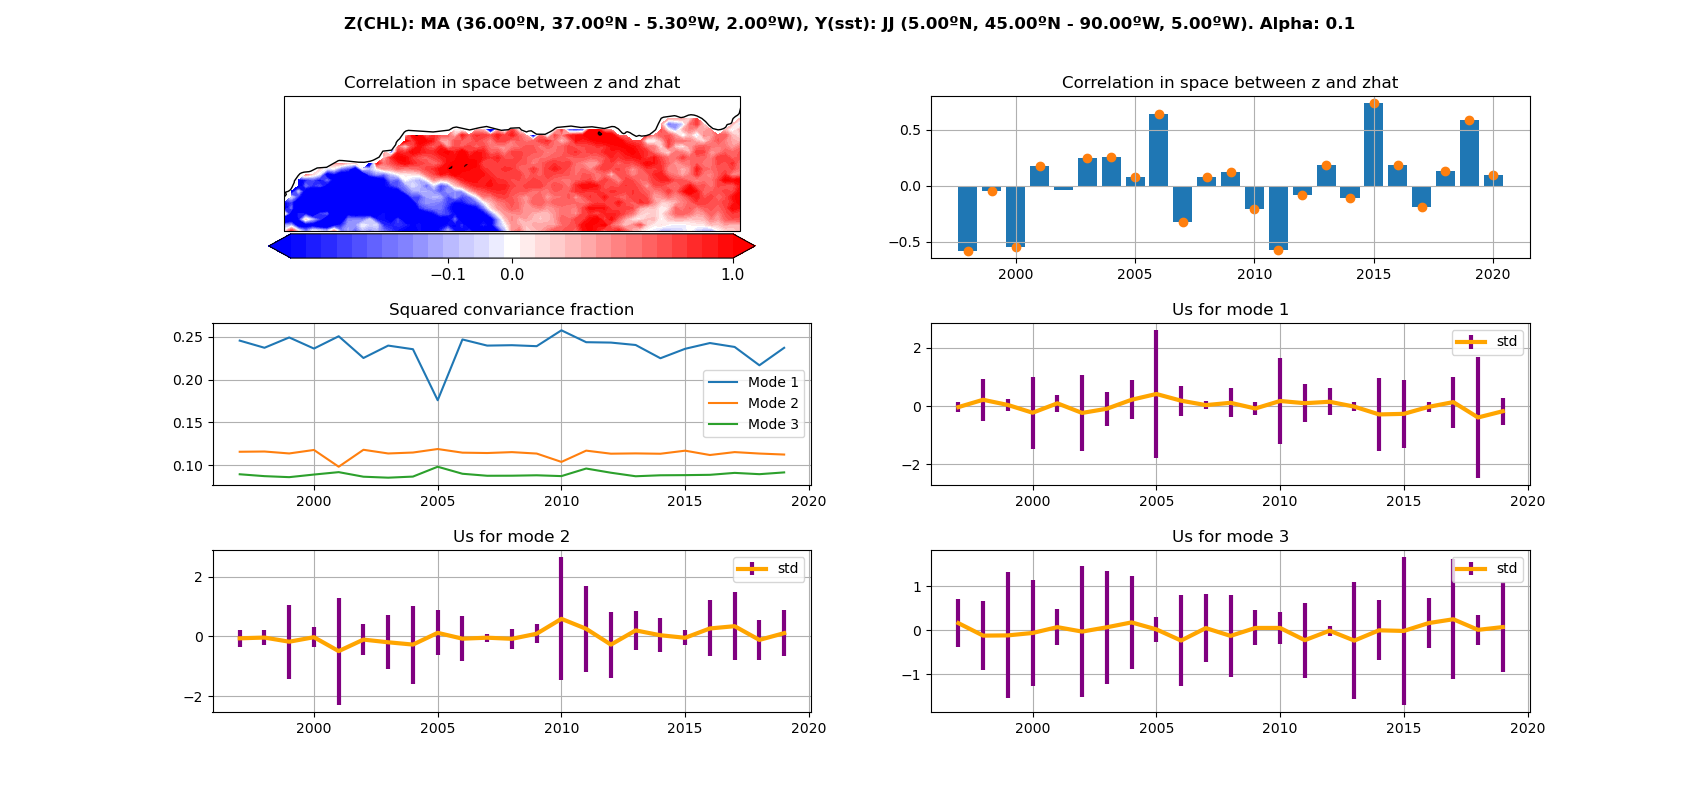 Z(CHL): MA (36.00ºN, 37.00ºN - 5.30ºW, 2.00ºW), Y(sst): JJ (5.00ºN, 45.00ºN - 90.00ºW, 5.00ºW). Alpha: 0.1
Correlation in space between z and zhat
−0.1 0.0 1.0
Correlation in space between z and zhat
0.5
0.0
−0.5
2000 2005 2010 2015 2020
Squared convariance fraction
0.25
0.20
0.15
0.10
Mode 1
Mode 2
Mode 3
2000 2005 2010 2015 2020
Us for mode 1
2
0
−2
std
2000 2005 2010 2015 2020
Us for mode 2
2
0
−2
std
2000 2005 2010 2015 2020
Us for mode 3
1
0
−1
std
2000 2005 2010 2015 2020